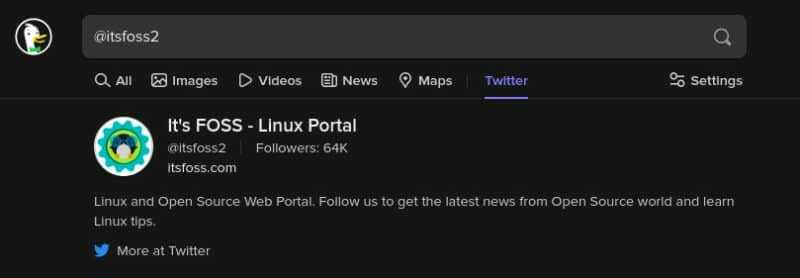 @itsfoss2
All Images Videos News Maps Twitter Settings
It's FOSS - Linux Portal
@itsfoss2 Followers: 64K
itsfoss.com
Linux and Open Source Web Portal. Follow us to get the latest news from Open Source world and learn
Linux tips.
More at Twitter